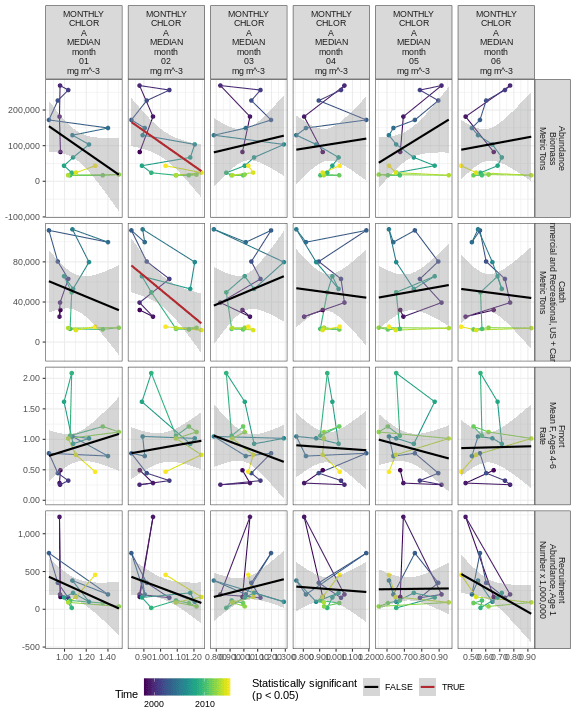 MONTHLY
CHLOR
A
MEDIAN
month
01
mg m^-3
MONTHLY
CHLOR
A
MEDIAN
month
02
mg m^-3
MONTHLY
CHLOR
A
MEDIAN
month
03
mg m^-3
MONTHLY
CHLOR
A
MEDIAN
month
04
mg m^-3
MONTHLY
CHLOR
A
MEDIAN
month
05
mg m^-3
MONTHLY
CHLOR
A
MEDIAN
month
06
mg m^-3
200,000
100,000
0
-100,000
Abundance
Biomass
Metric Tons
80,000
40,000
0
Catch
mmercial and Recreational, US + Can
Metric Tons
2.00
1.50
1.00
0.50
0.00
Fmort
Mean F, Ages 4-6
Rate
1,000
500
0
-500
Recruitment
Abundance, Age 1
Number x 1,000,000
1.00 1.20 1.40
0.90 1.00 1.10 1.20
0.80 0.90 1.00 1.10 1.20 1.30
0.80 0.90 1.00 1.10 1.20
0.60 0.70 0.80 0.90
0.50 0.60 0.70 0.80 0.90
Time
2000 2010
Statistically significant
(p < 0.05)
FALSE
TRUE